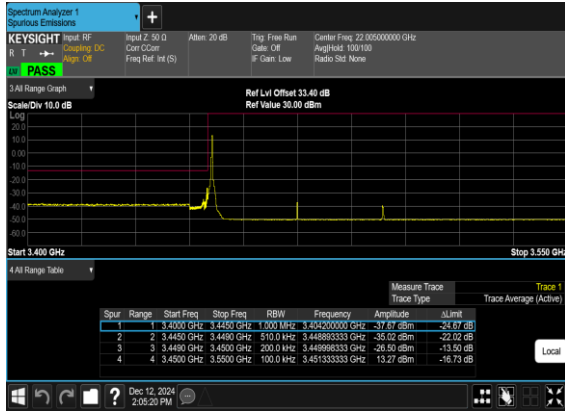 Spectrum Analyzer 1
Spurious Emissions
KEYSIGHT Input: RF Input Z: 50 Ω Atten: 20 dB Trig: Free Run Center Freq: 22.005000000 GHz
R T Coupling: DC Corr CCorr Gate: Off Avg|Hold: 100/100
Align: Off Freq Ref: Int (S) IF Gain: Low Radio Std: None
PASS
3 All Range Graph
Ref Lvl Offset 33.40 dB
Scale/Div 10.0 dB Ref Value 30.00 dBm
Log
20.0
10.0
0.00
-10.0
-20.0
-30.0
-40.0
-50.0
-60.0
Start 3.400 GHz Stop 3.550 GHz
4 All Range Table
Measure Trace Trace 1
Trace Type Trace Average (Active)
Spur Range Start Freq Stop Freq RBW Frequency Amplitude ΔLimit
1 1 3.4000 GHz 3.4450 GHz 1.000 MHz 3.404200000 GHz -37.67 dBm -24.67 dB
2 2 3.4450 GHz 3.4490 GHz 510.0 kHz 3.448893333 GHz -35.02 dBm -22.02 dB
3 3 3.4490 GHz 3.4500 GHz 200.0 kHz 3.449998333 GHz -26.50 dBm -13.50 dB
4 4 3.4500 GHz 3.5500 GHz 100.0 kHz 3.451333333 GHz 13.27 dBm -16.73 dB
Local
Dec 12, 2024
2:05:20 PM